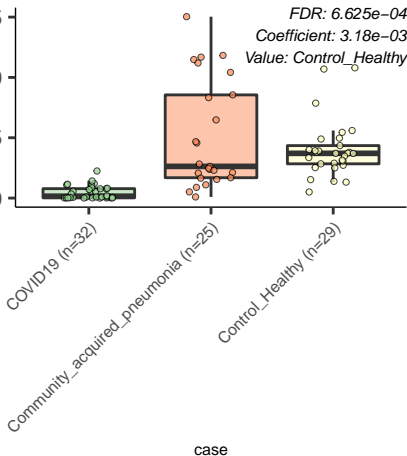 FDR: 6.625e−04
Coefficient: 3.18e−03
Value: Control_Healthy
COVID19 (n=32)
Community_acquired_pneumonia (n=25)
Control_Healthy (n=29)
case